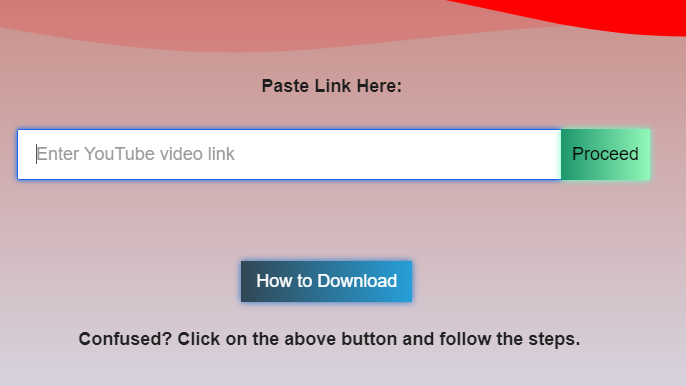 Paste Link Here:
Enter YouTube video link
Proceed
How to Download
Confused? Click on the above button and follow the steps.